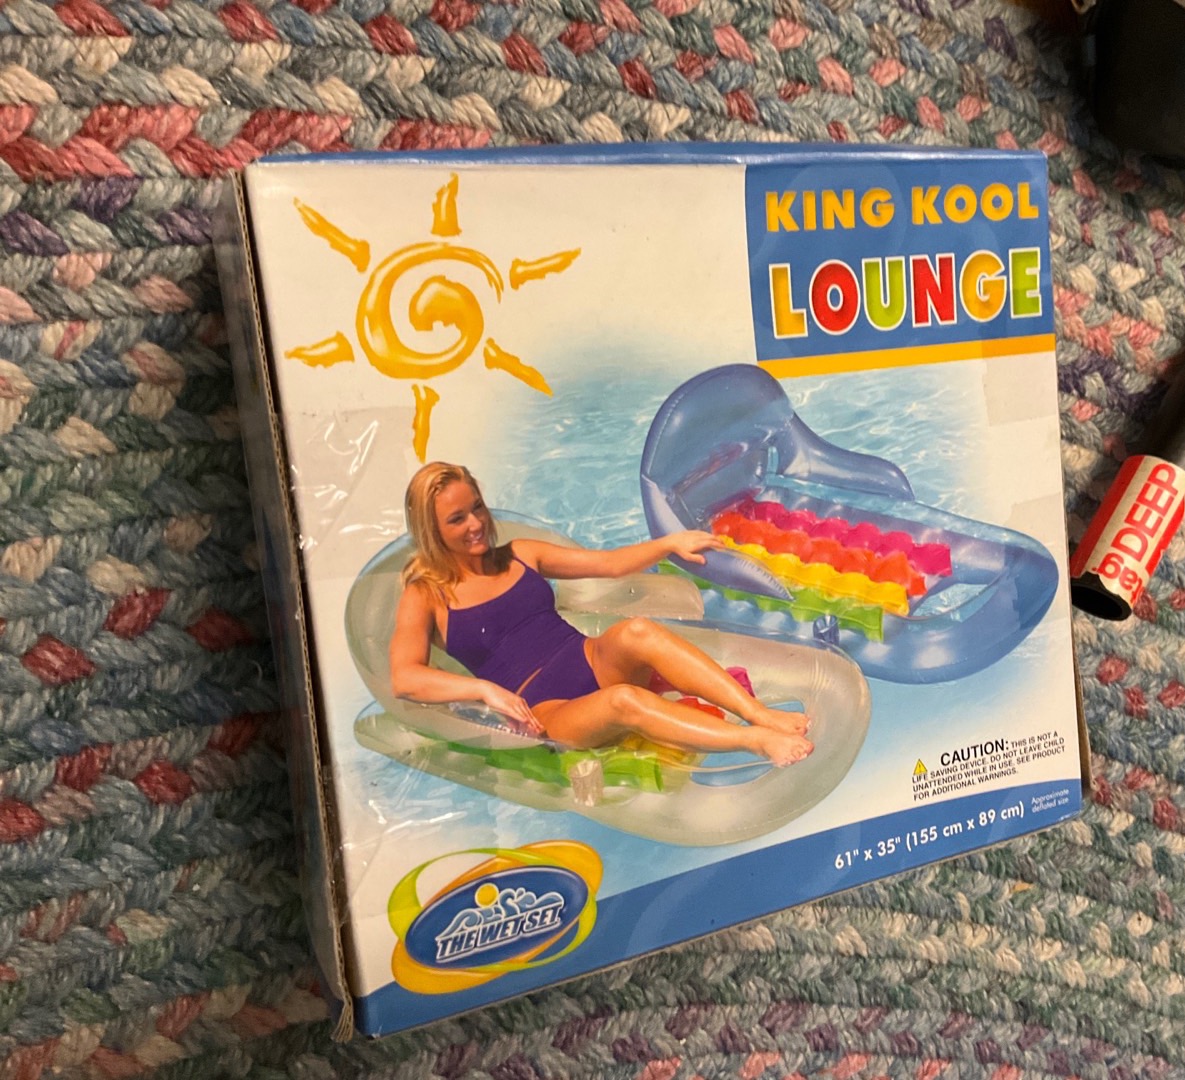 KING KOOL
LOUNGE
CAUTION: THIS IS NOT A
LIFE SAVING DEVICE. DO NOT LEAVE CHILD
UNATTENDED WHILE IN USE. SEE PRODUCT
FOR ADDITIONAL WARNINGS.
61" x 35" (155 cm x 89 cm)
Approximate
deflated size
THE WET SET
DEEP